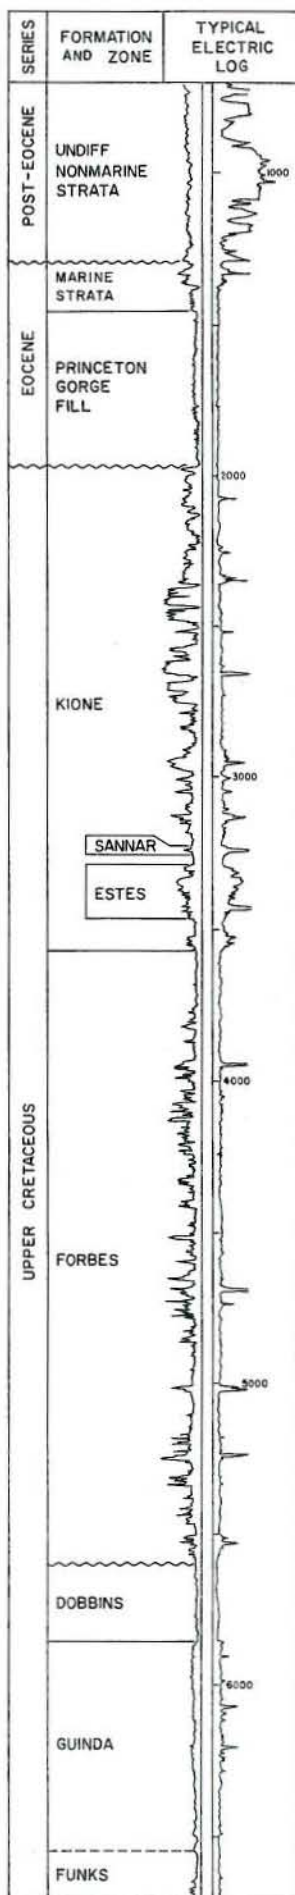 SERIES
FORMATION
AND ZONE
TYPICAL
ELECTRIC
LOG
POST-EOCENE
UNDIFF
NONMARINE
STRATA
1000
EOCENE
MARINE
STRATA
PRINCETON
GORGE
FILL
2000
UPPER CRETACEOUS
KIONE
3000
SANNAR
ESTES
4000
FORBES
5000
DOBBINS
6000
GUINDA
FUNKS